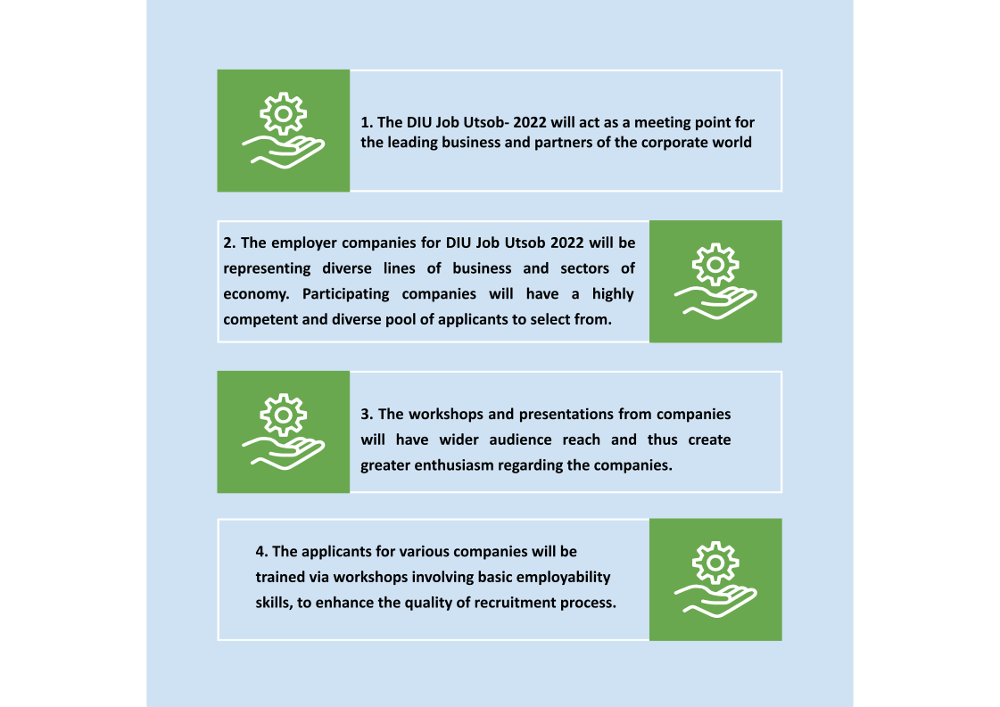 1. The DIU Job Utsob- 2022 will act as a meeting point for
the leading business and partners of the corporate world
2. The employer companies for DIU Job Utsob 2022 will be
representing diverse lines of business and sectors of
economy. Participating companies will have a highly
competent and diverse pool of applicants to select from.
3. The workshops and presentations from companies
will have wider audience reach and thus create
greater enthusiasm regarding the companies.
4. The applicants for various companies will be
trained via workshops involving basic employability
skills, to enhance the quality of recruitment process.